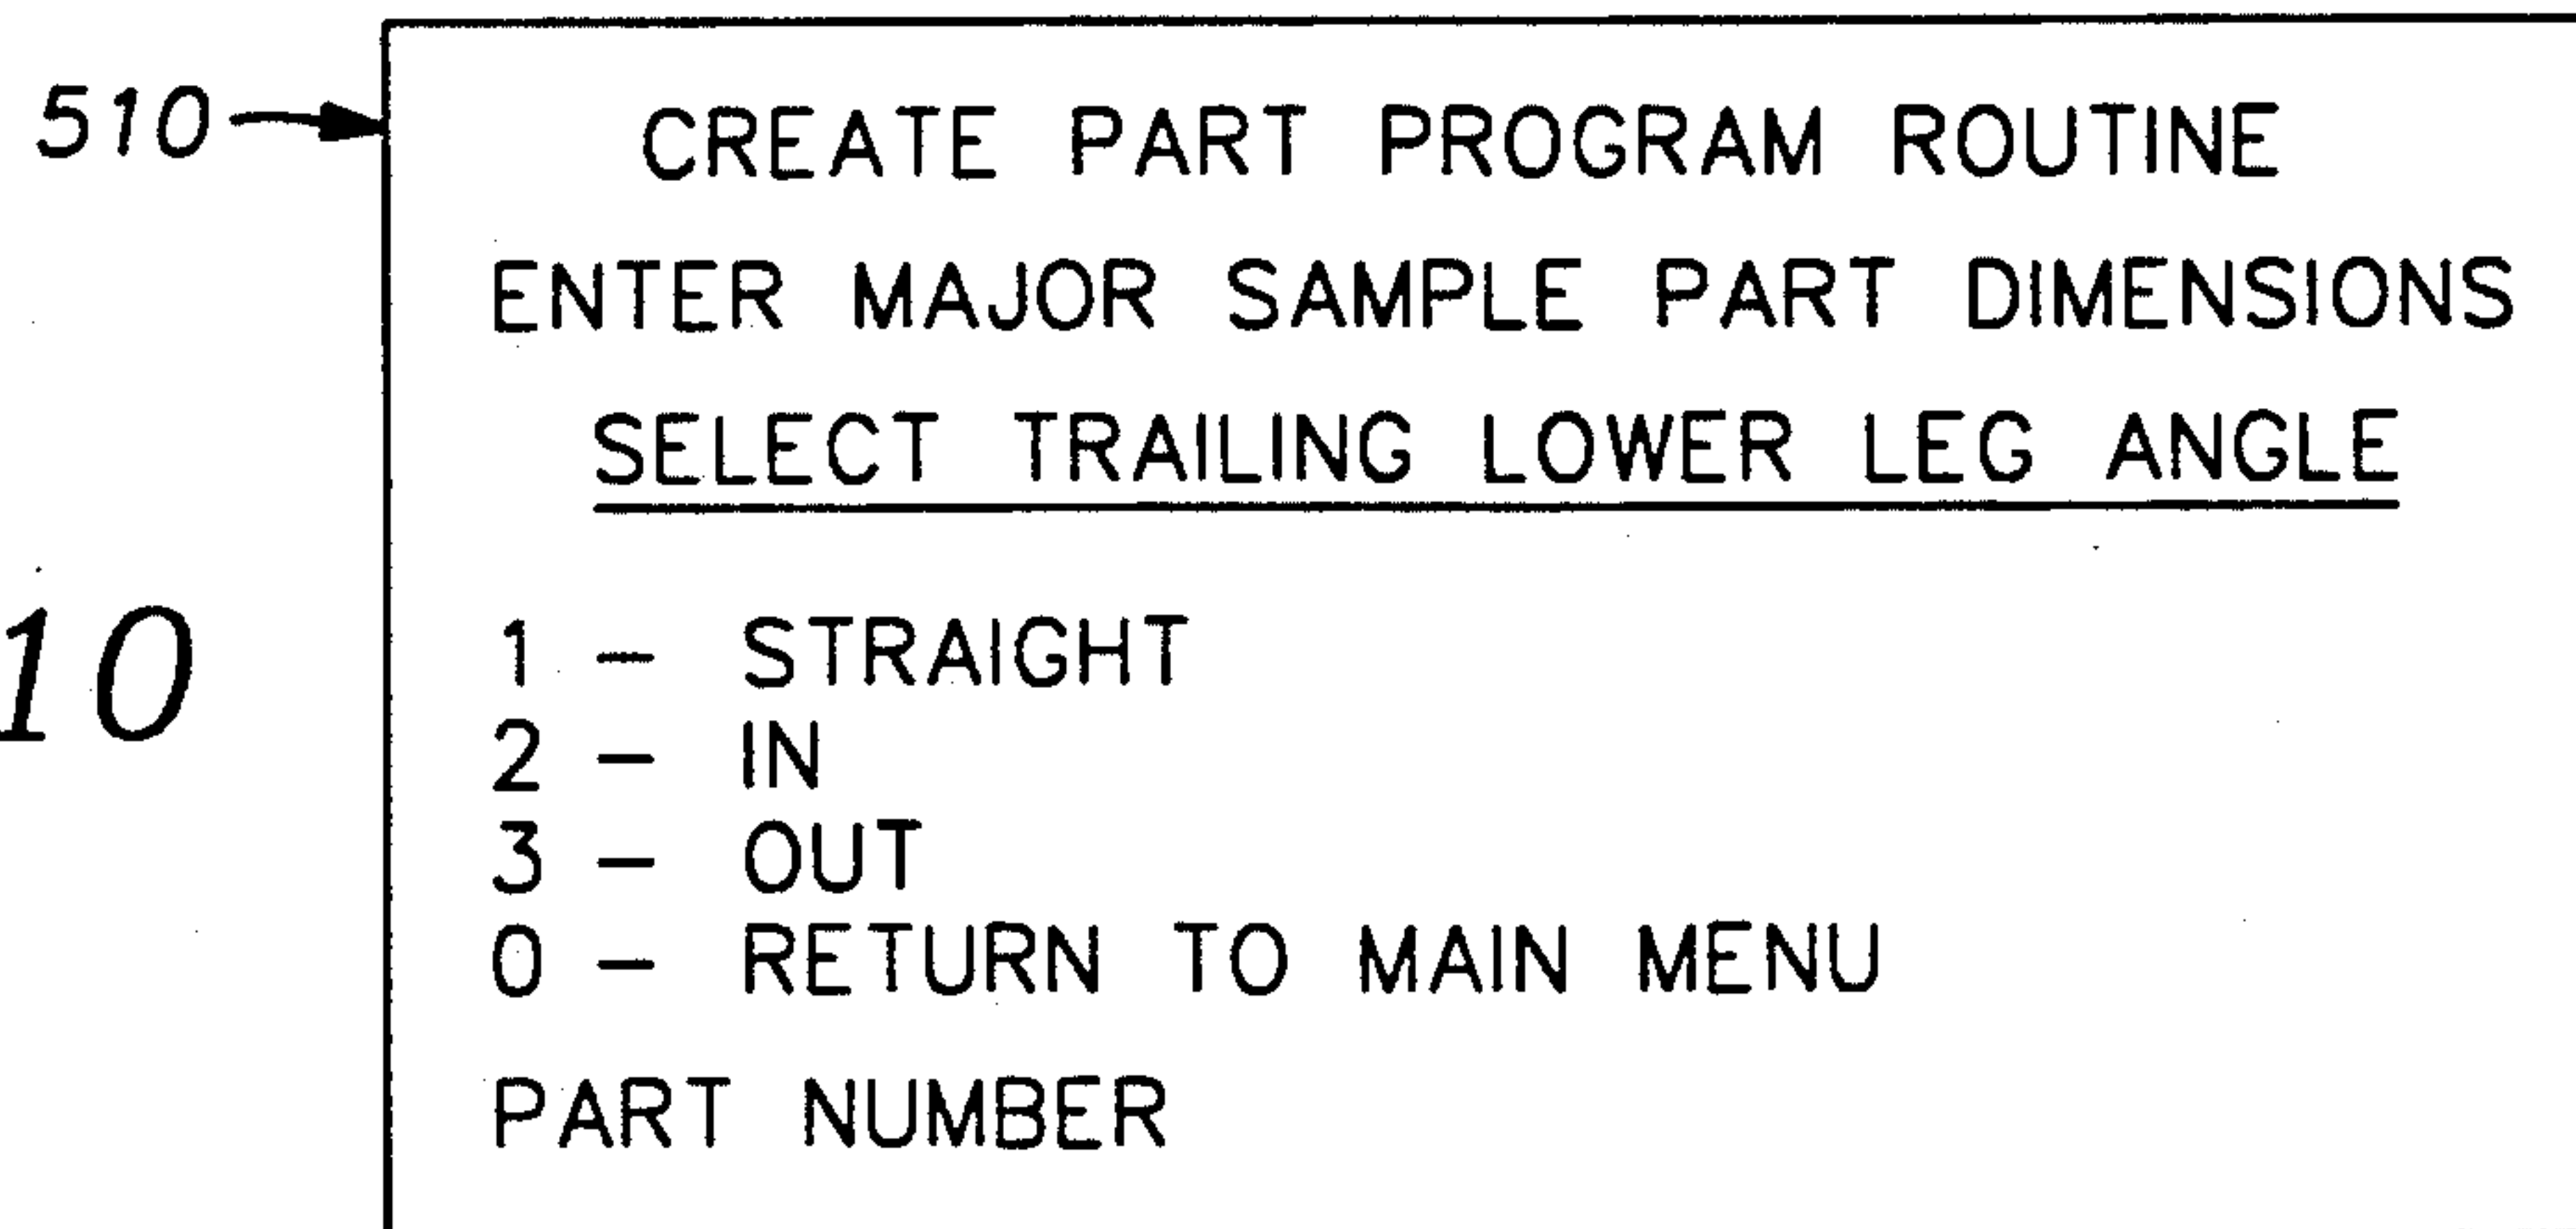 510
CREATE PART PROGRAM ROUTINE
ENTER MAJOR SAMPLE PART DIMENSIONS
SELECT TRAILING LOWER LEG ANGLE
10
1 - STRAIGHT
2 - IN
3 - OUT
0 - RETURN TO MAIN MENU
PART NUMBER